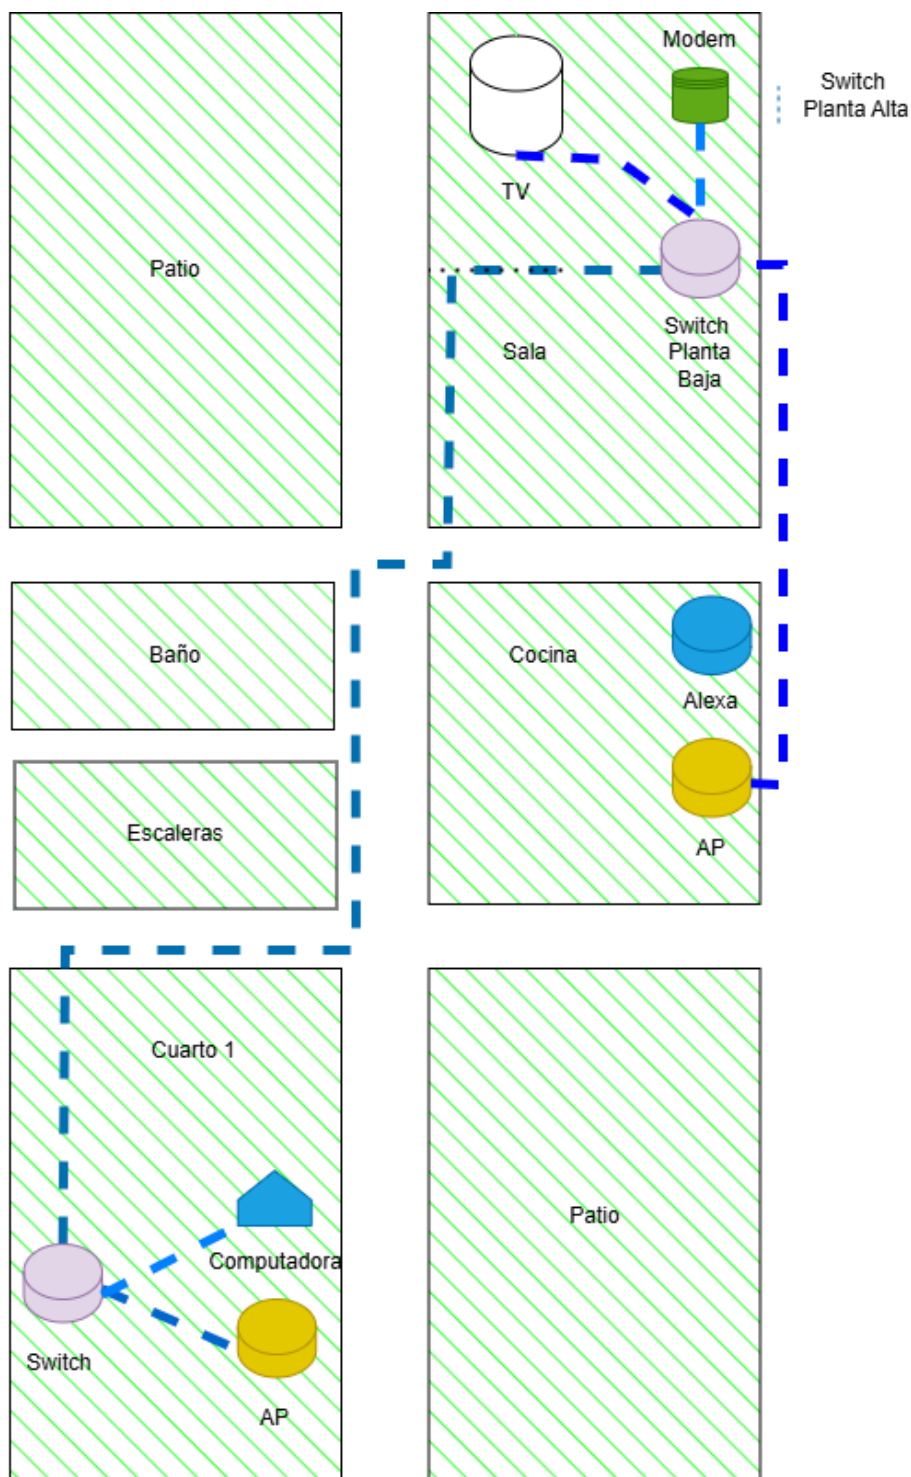 Modem
Switch
Planta Alta
TV
Patio
Switch
Planta
Baja
Sala
Baño
Cocina
Alexa
Escaleras
AP
Cuarto 1
Patio
Computadora
Switch
AP